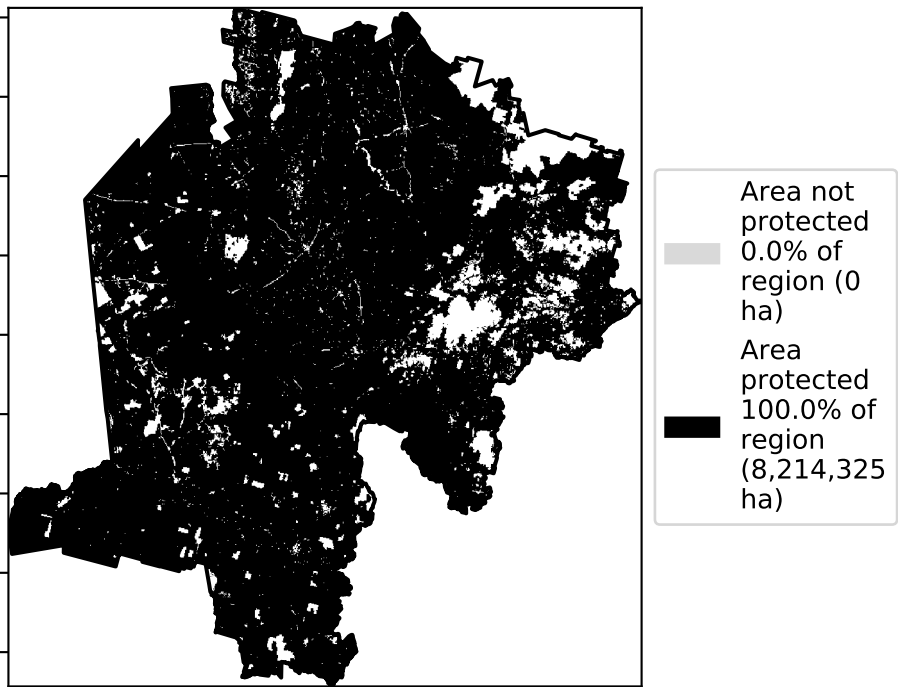 Area not
protected
0.0% of
region (0
ha)
Area
protected
100.0% of
region
(8,214,325
ha)